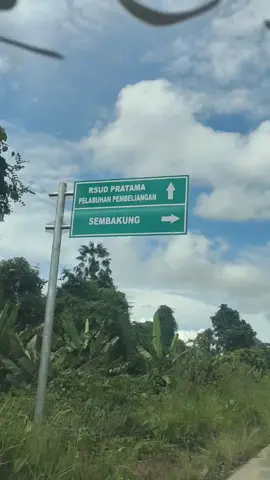 RSUD PRATAMA
PELABUHAN PEMBELIANGAN
SEMBAKUNG